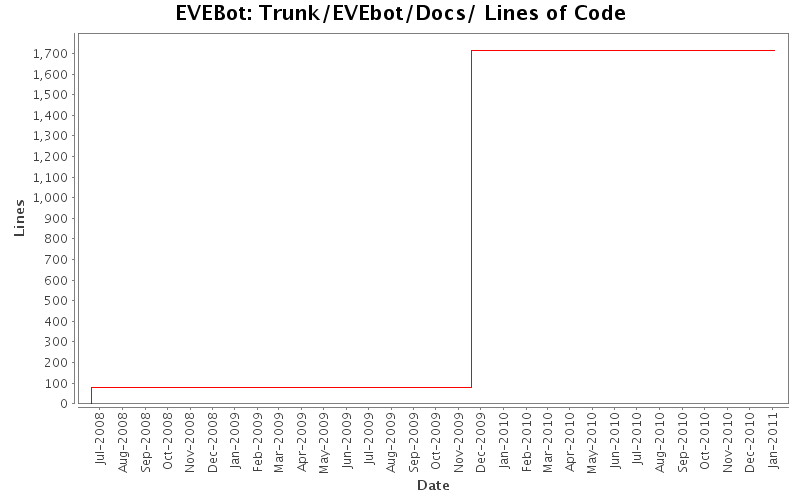 EVEBot: Trunk/EVEbot/Docs/ Lines of Code
Lines
1,700
1,600
1,500
1,400
1,300
1,200
1,100
1,000
900
800
700
600
500
400
300
200
100
0
Jul-2008
Aug-2008
Sep-2008
Oct-2008
Nov-2008
Dec-2008
Jan-2009
Feb-2009
Mar-2009
Apr-2009
May-2009
Jun-2009
Jul-2009
Aug-2009
Sep-2009
Oct-2009
Nov-2009
Dec-2009
Jan-2010
Feb-2010
Mar-2010
Apr-2010
May-2010
Jun-2010
Jul-2010
Aug-2010
Sep-2010
Oct-2010
Nov-2010
Dec-2010
Jan-2011
Date